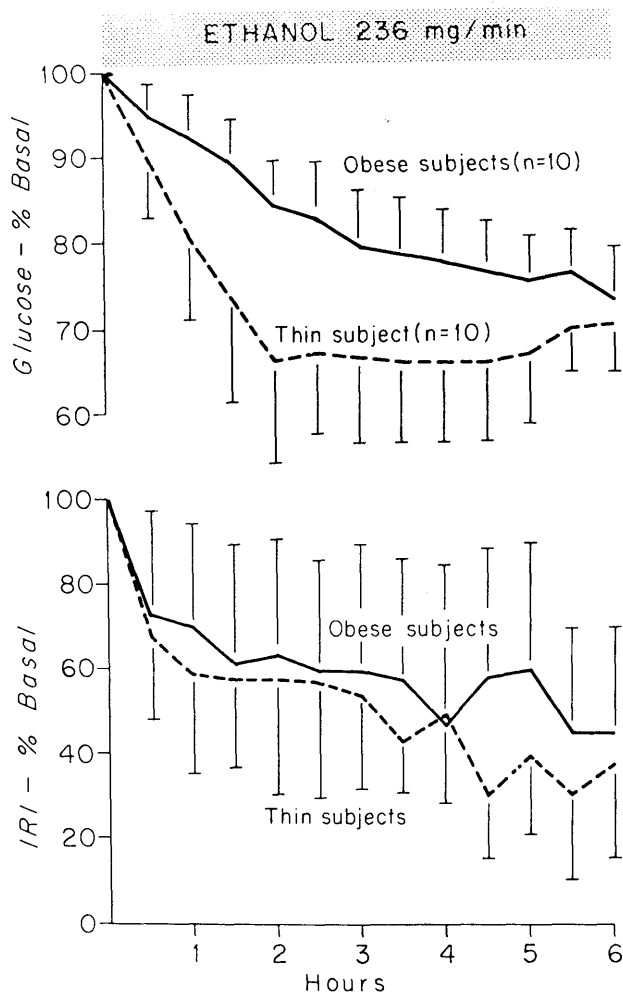 ETHANOL 236 mg/min
Glucose - % Basal
100
90
80
70
60
Obese subjects (n=10)
Thin subject (n=10)
IRI - % Basal
100
80
60
40
20
0
Obese subjects
Thin subjects
1 2 3 4 5 6
Hours